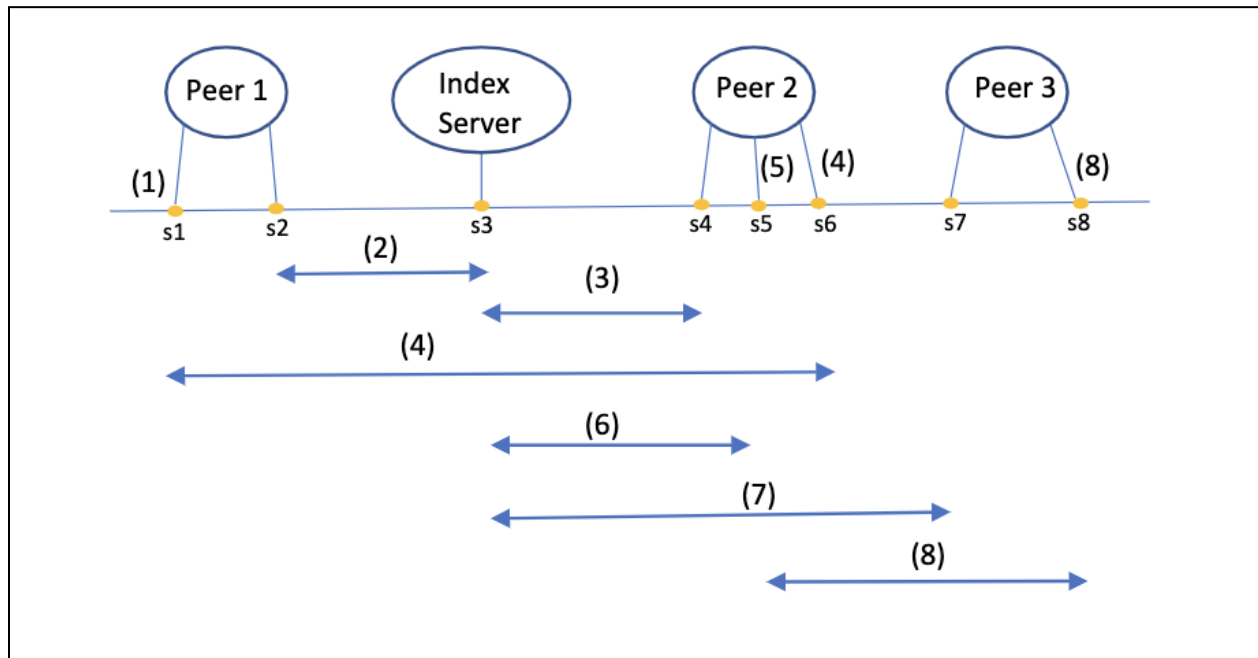 Peer 1
Index
Server
Peer 2
Peer 3
(1)
(5)
(4)
(8)
s1
s2
s3
s4
s5
s6
s7
s8
(2)
(3)
(4)
(6)
(7)
(8)